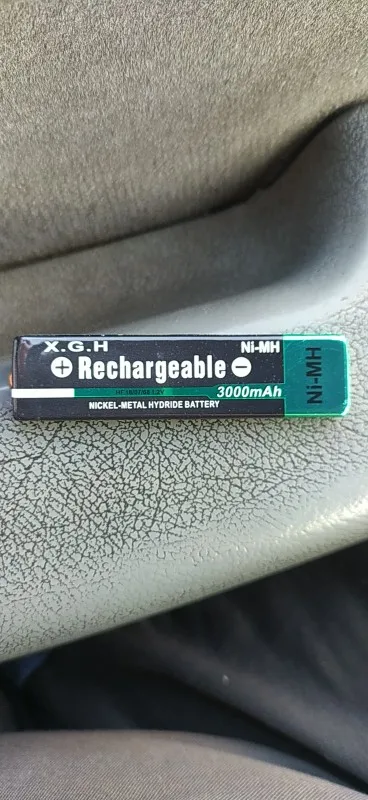 X.G.H Ni-MH
+ Rechargeable −
3000mAh
NICKEL-METAL HYDRIDE BATTERY
Ni-MH